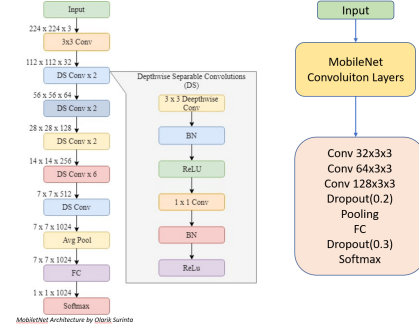 Input
224 x 224 x 3
3x3 Conv
112 x 112 x 32
DS Conv x 2
56 x 56 x 64
DS Conv x 2
28 x 28 x 128
DS Conv x 2
14 x 14 x 256
DS Conv x 6
7 x 7 x 512
DS Conv
7 x 7 x 1024
Avg Pool
7 x 7 x 1024
FC
1 x 1 x 1024
Softmax
MobiletNet Architecture by Olarik Surinta
Depthwise Separable Convolutions
(DS)
3 x 3 Deepthwise
Conv
BN
ReLU
1 x 1 Conv
BN
ReLu
Input
MobileNet
Convoluiton Layers
Conv 32x3x3
Conv 64x3x3
Conv 128x3x3
Dropout(0.2)
Pooling
FC
Dropout(0.3)
Softmax